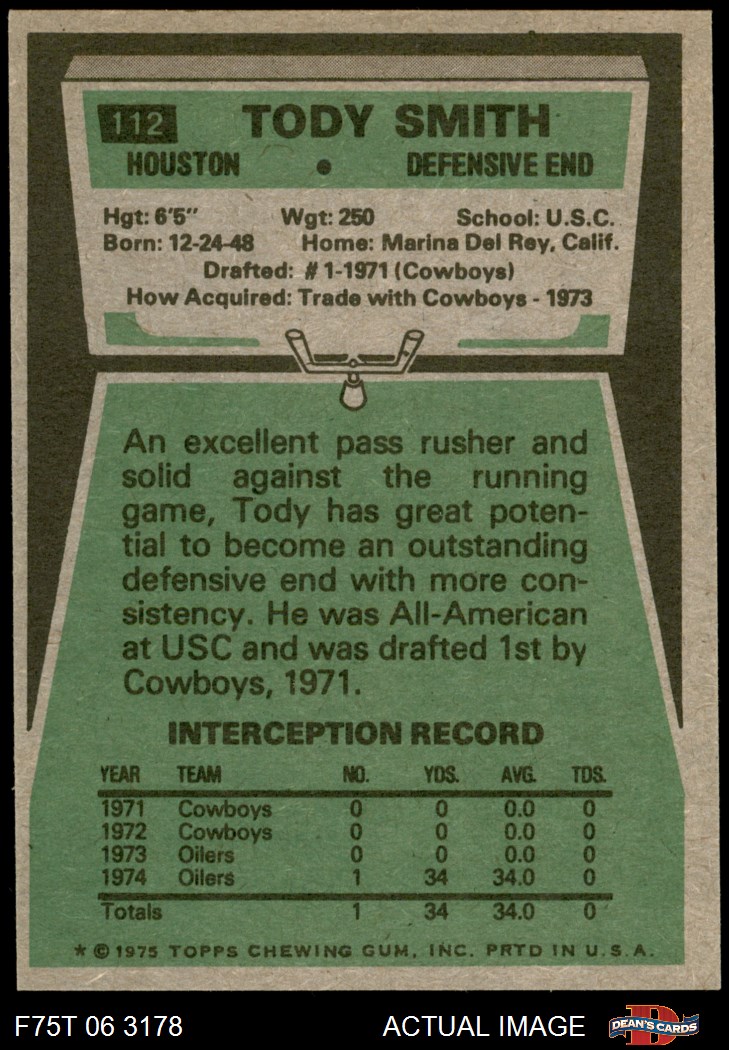 112 TODY SMITH
HOUSTON • DEFENSIVE END
Hgt: 6'5" Wgt: 250 School: U.S.C.
Born: 12-24-48 Home: Marina Del Rey, Calif.
Drafted: #1-1971 (Cowboys)
How Acquired: Trade with Cowboys - 1973
An excellent pass rusher and
solid against the running
game, Tody has great poten-
tial to become an outstanding
defensive end with more con-
sistency. He was All-American
at USC and was drafted 1st by
Cowboys, 1971.
INTERCEPTION RECORD
YEAR TEAM NO. YDS. AVG. TDS.
1971 Cowboys 0 0 0.0 0
1972 Cowboys 0 0 0.0 0
1973 Oilers 0 0 0.0 0
1974 Oilers 1 34 34.0 0
Totals 1 34 34.0 0
* © 1975 TOPPS CHEWING GUM, INC. PRTD IN U.S.A.
F75T 06 3178 ACTUAL IMAGE D DEAN'S CARDS